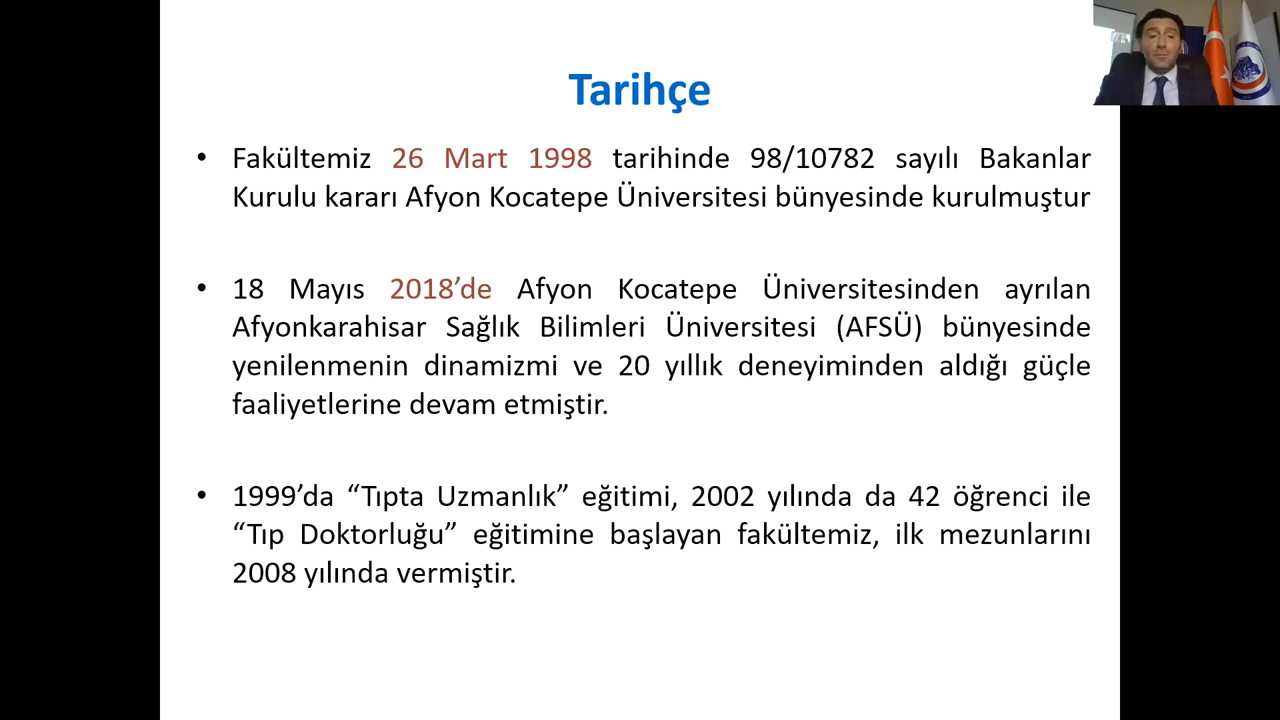 Tarihçe
• Fakültemiz 26 Mart 1998 tarihinde 98/10782 sayılı Bakanlar
Kurulu kararı Afyon Kocatepe Üniversitesi bünyesinde kurulmuştur
• 18 Mayıs 2018’de Afyon Kocatepe Üniversitesinden ayrılan
Afyonkarahisar Sağlık Bilimleri Üniversitesi (AFSÜ) bünyesinde
yenilenmenin dinamizmi ve 20 yıllık deneyiminden aldığı güçle
faaliyetlerine devam etmiştir.
• 1999’da “Tıpta Uzmanlık” eğitimi, 2002 yılında da 42 öğrenci ile
“Tıp Doktorluğu” eğitimine başlayan fakültemiz, ilk mezunlarını
2008 yılında vermiştir.